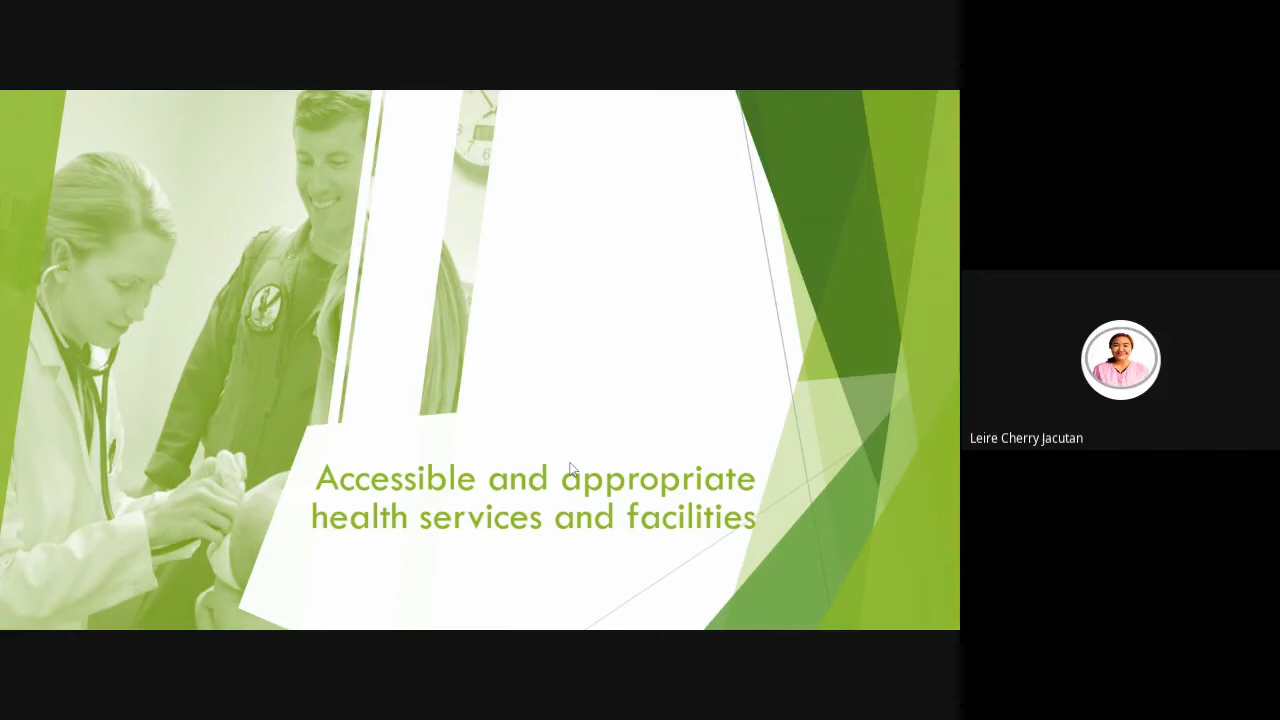 Accessible and appropriate
health services and facilities
Leire Cherry Jacutan